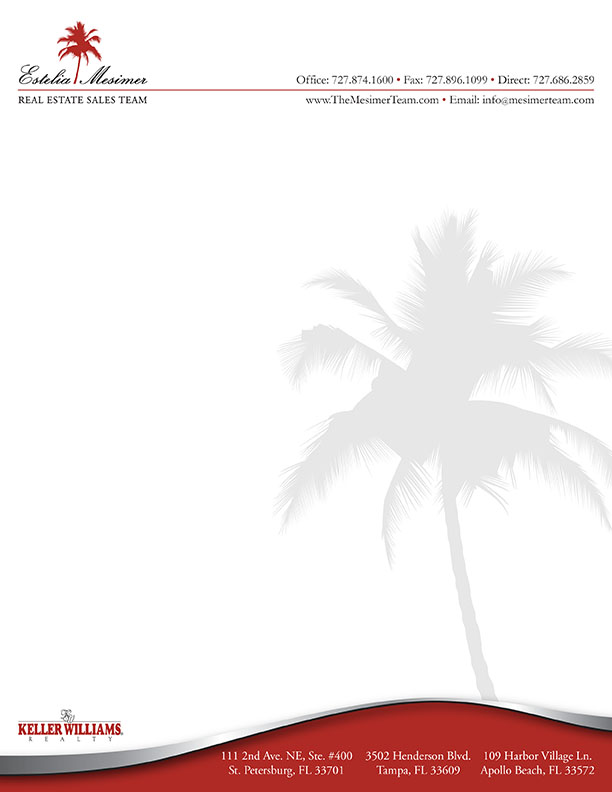 Estelia Mesimer
REAL ESTATE SALES TEAM
Office: 727.874.1600 • Fax: 727.896.1099 • Direct: 727.686.2859
www.TheMesimerTeam.com • Email: info@mesimerteam.com
KW
KELLER WILLIAMS®
REALTY
111 2nd Ave. NE, Ste. #400
St. Petersburg, FL 33701
3502 Henderson Blvd.
Tampa, FL 33609
109 Harbor Village Ln.
Apollo Beach, FL 33572